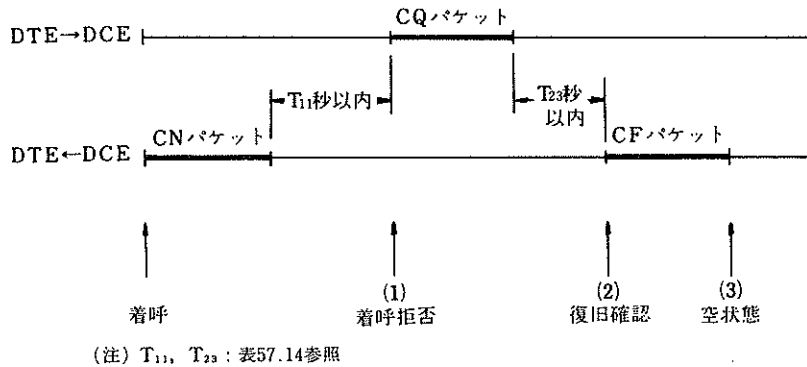 CQパケット
DTE→DCE
T₁₁秒以内
T₂₃秒
以内
CNパケット
CFパケット
DTE←DCE
(1)
(2)
(3)
着呼
着呼拒否
復旧確認
空状態
(注) T₁₁, T₂₃:表57.14参照